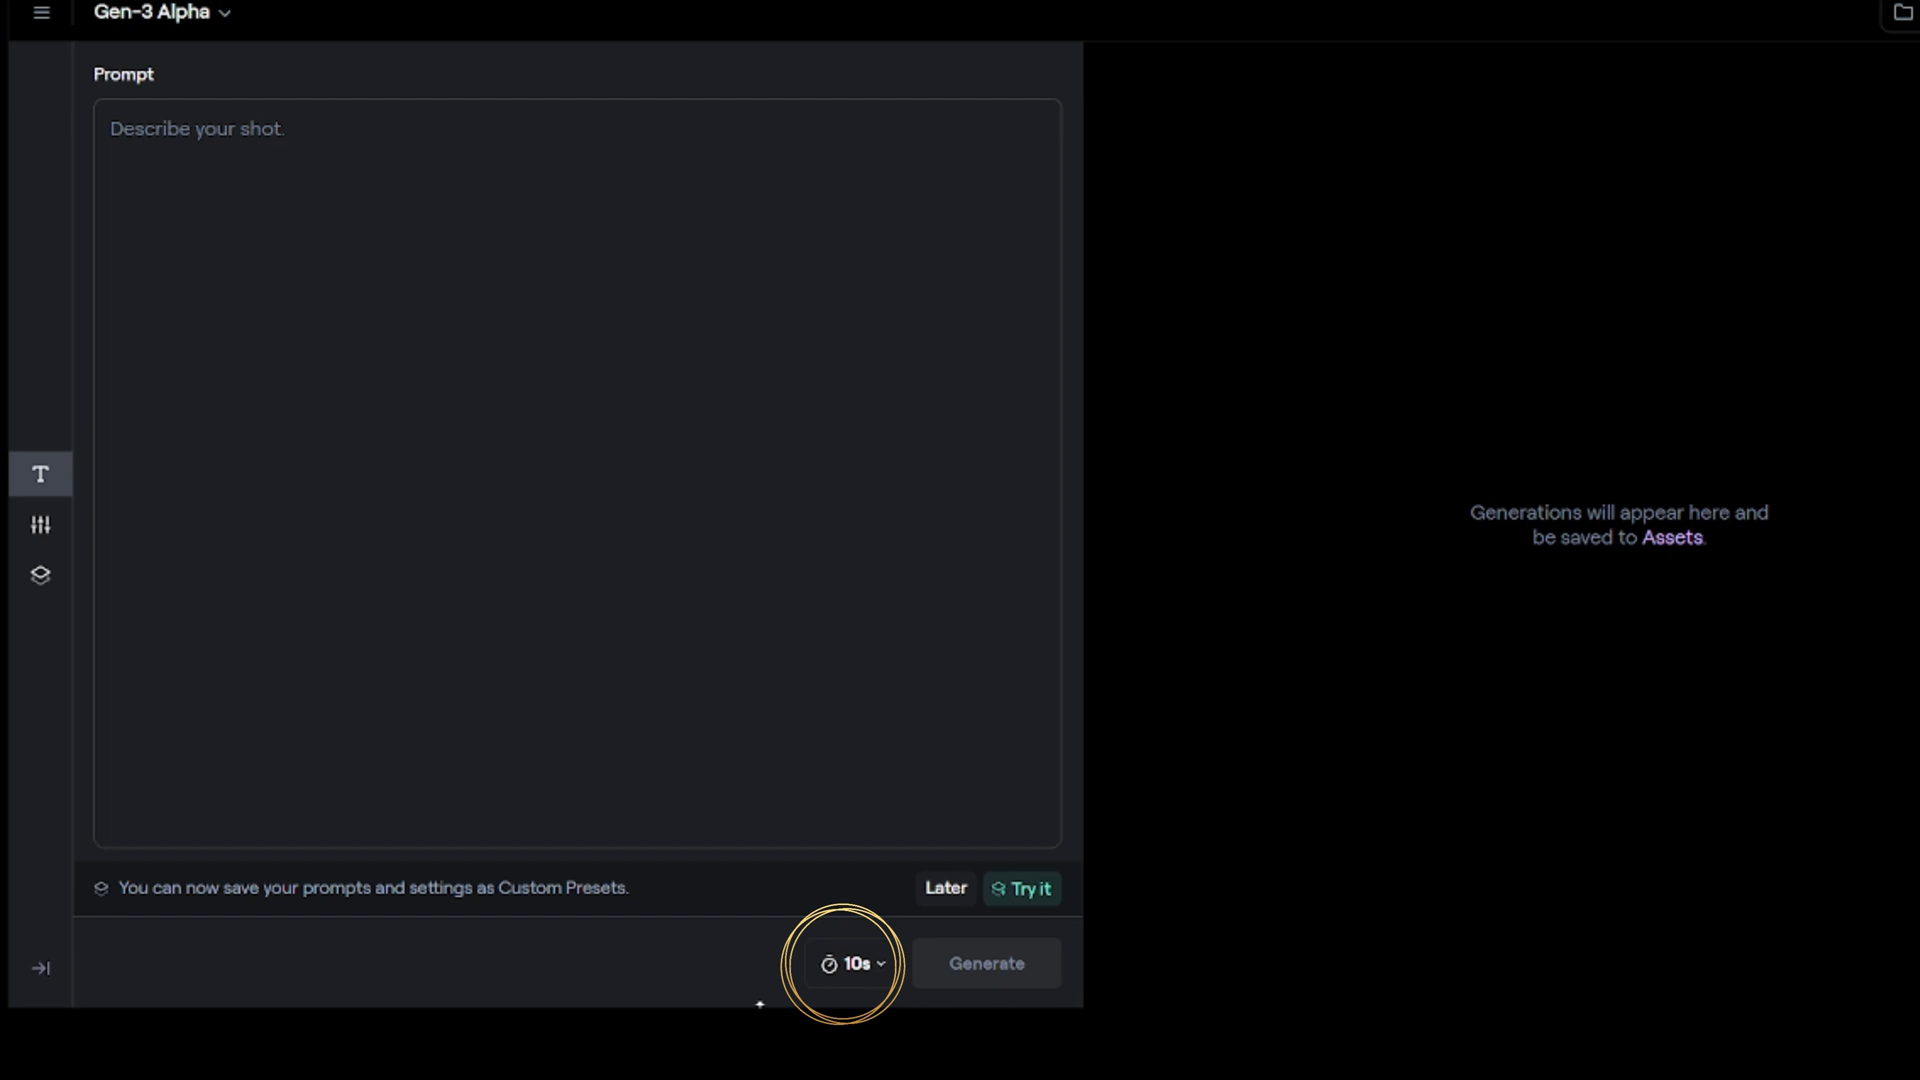 Gen-3 Alpha
Prompt
Describe your shot.
T
Generations will appear here and
be saved to Assets.
You can now save your prompts and settings as Custom Presets.
Later
Try it
10s
Generate